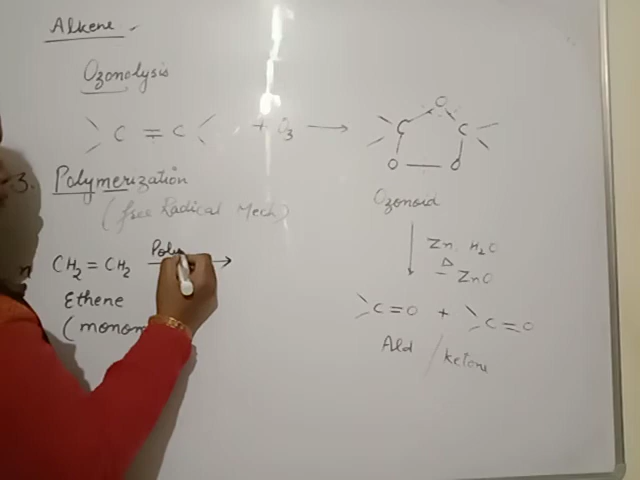 Alkene -
Ozonolysis
C = C + O3 →
O
C C
O — O
Ozonoid
Zn, H2O
Δ
- ZnO
C = O + C = O
Ald / Ketone
3. Polymerization
(free Radical Mech)
n CH2 = CH2 Poly →
Ethene
(monom